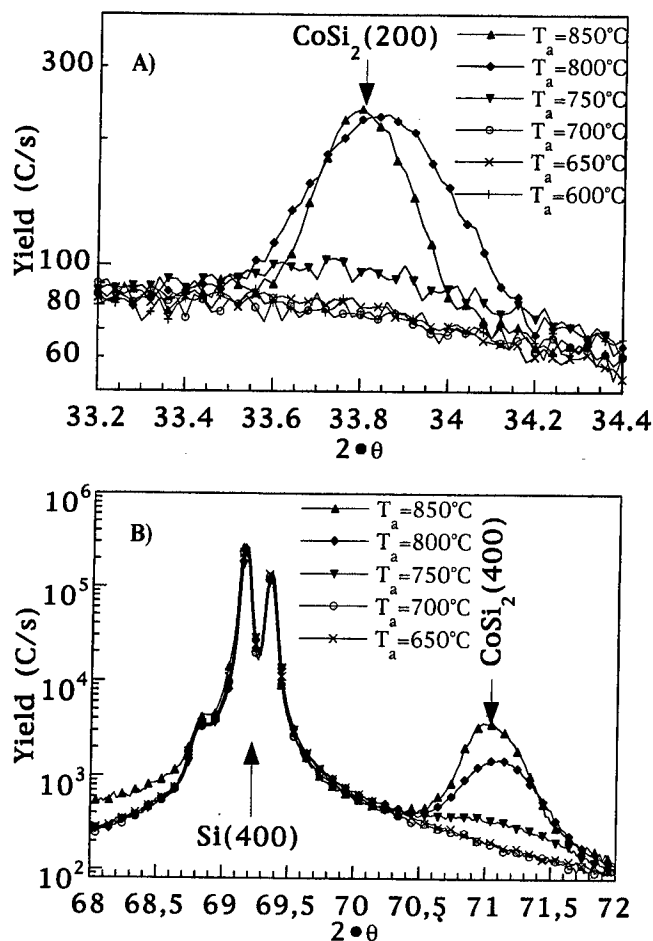 A)
CoSi2(200)
Ta=850°C
Ta=800°C
Ta=750°C
Ta=700°C
Ta=650°C
Ta=600°C
Yield (C/s)
300
100
80
60
33.2 33.4 33.6 33.8 34 34.2 34.4
2•θ
B)
Ta=850°C
Ta=800°C
Ta=750°C
Ta=700°C
Ta=650°C
CoSi2(400)
Si(400)
Yield (C/s)
10^6
10^5
10^4
10^3
10^2
68 68,5 69 69,5 70 70,5 71 71,5 72
2•θ